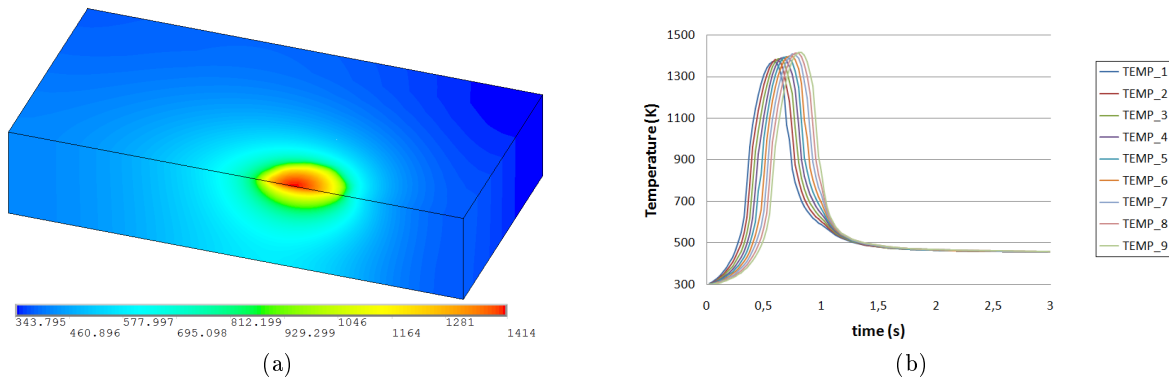 343.795
577.997
812.199
1046
1281
460.896
695.098
929.299
1164
1414
(a)
1500
1300
1100
900
700
500
300
Temperature (K)
0
0,5
1
1,5
2
2,5
3
time (s)
TEMP_1
TEMP_2
TEMP_3
TEMP_4
TEMP_5
TEMP_6
TEMP_7
TEMP_8
TEMP_9
(b)